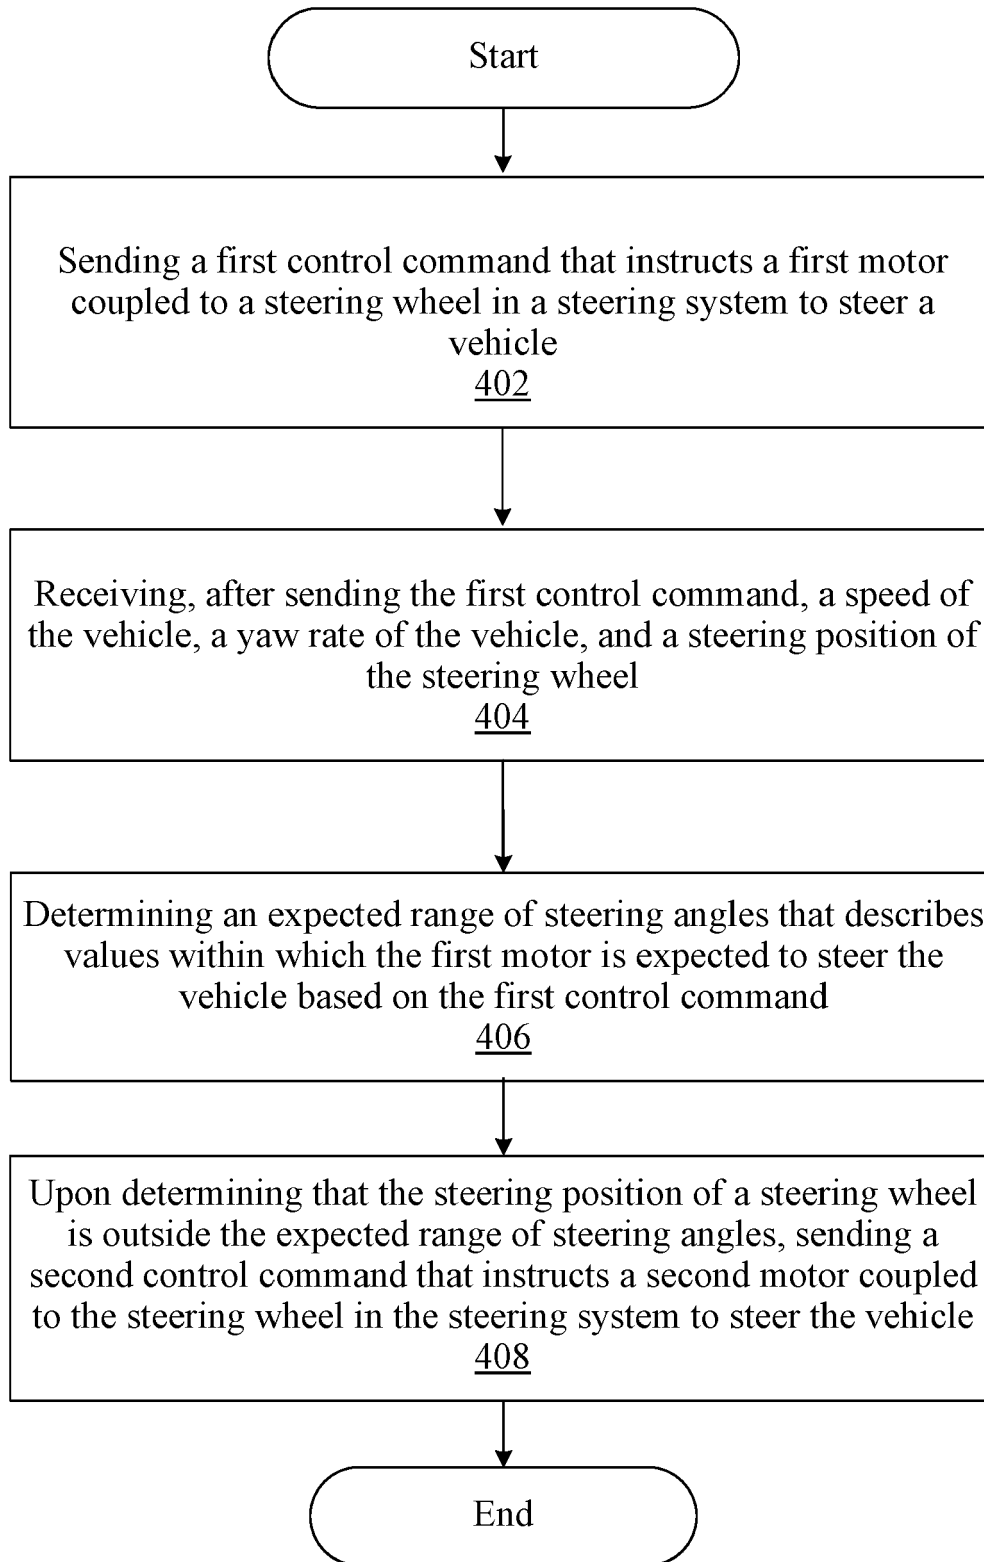 Start
Sending a first control command that instructs a first motor
coupled to a steering wheel in a steering system to steer a
vehicle
402
Receiving, after sending the first control command, a speed of
the vehicle, a yaw rate of the vehicle, and a steering position of
the steering wheel
404
Determining an expected range of steering angles that describes
values within which the first motor is expected to steer the
vehicle based on the first control command
406
Upon determining that the steering position of a steering wheel
is outside the expected range of steering angles, sending a
second control command that instructs a second motor coupled
to the steering wheel in the steering system to steer the vehicle
408
End